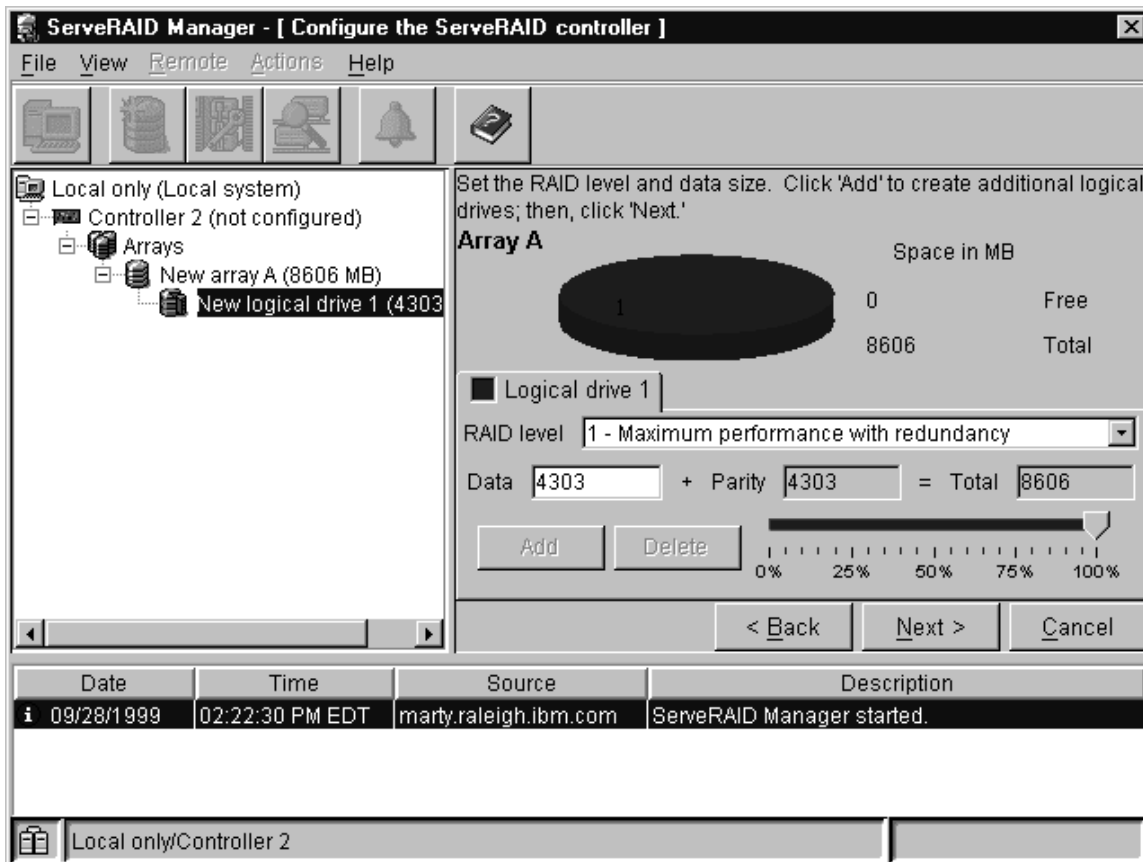 ServeRAID Manager - [ Configure the ServeRAID controller ]
File View Remote Actions Help
Local only (Local system)
Controller 2 (not configured)
Arrays
New array A (8606 MB)
New logical drive 1 (4303
Set the RAID level and data size. Click 'Add' to create additional logical
drives; then, click 'Next.'
Array A
Space in MB
1
0 Free
8606 Total
Logical drive 1
RAID level 1 - Maximum performance with redundancy
Data 4303 + Parity 4303 = Total 8606
Add Delete
0% 25% 50% 75% 100%
< Back Next > Cancel
Date Time Source Description
09/28/1999 02:22:30 PM EDT marty.raleigh.ibm.com ServeRAID Manager started.
Local only/Controller 2